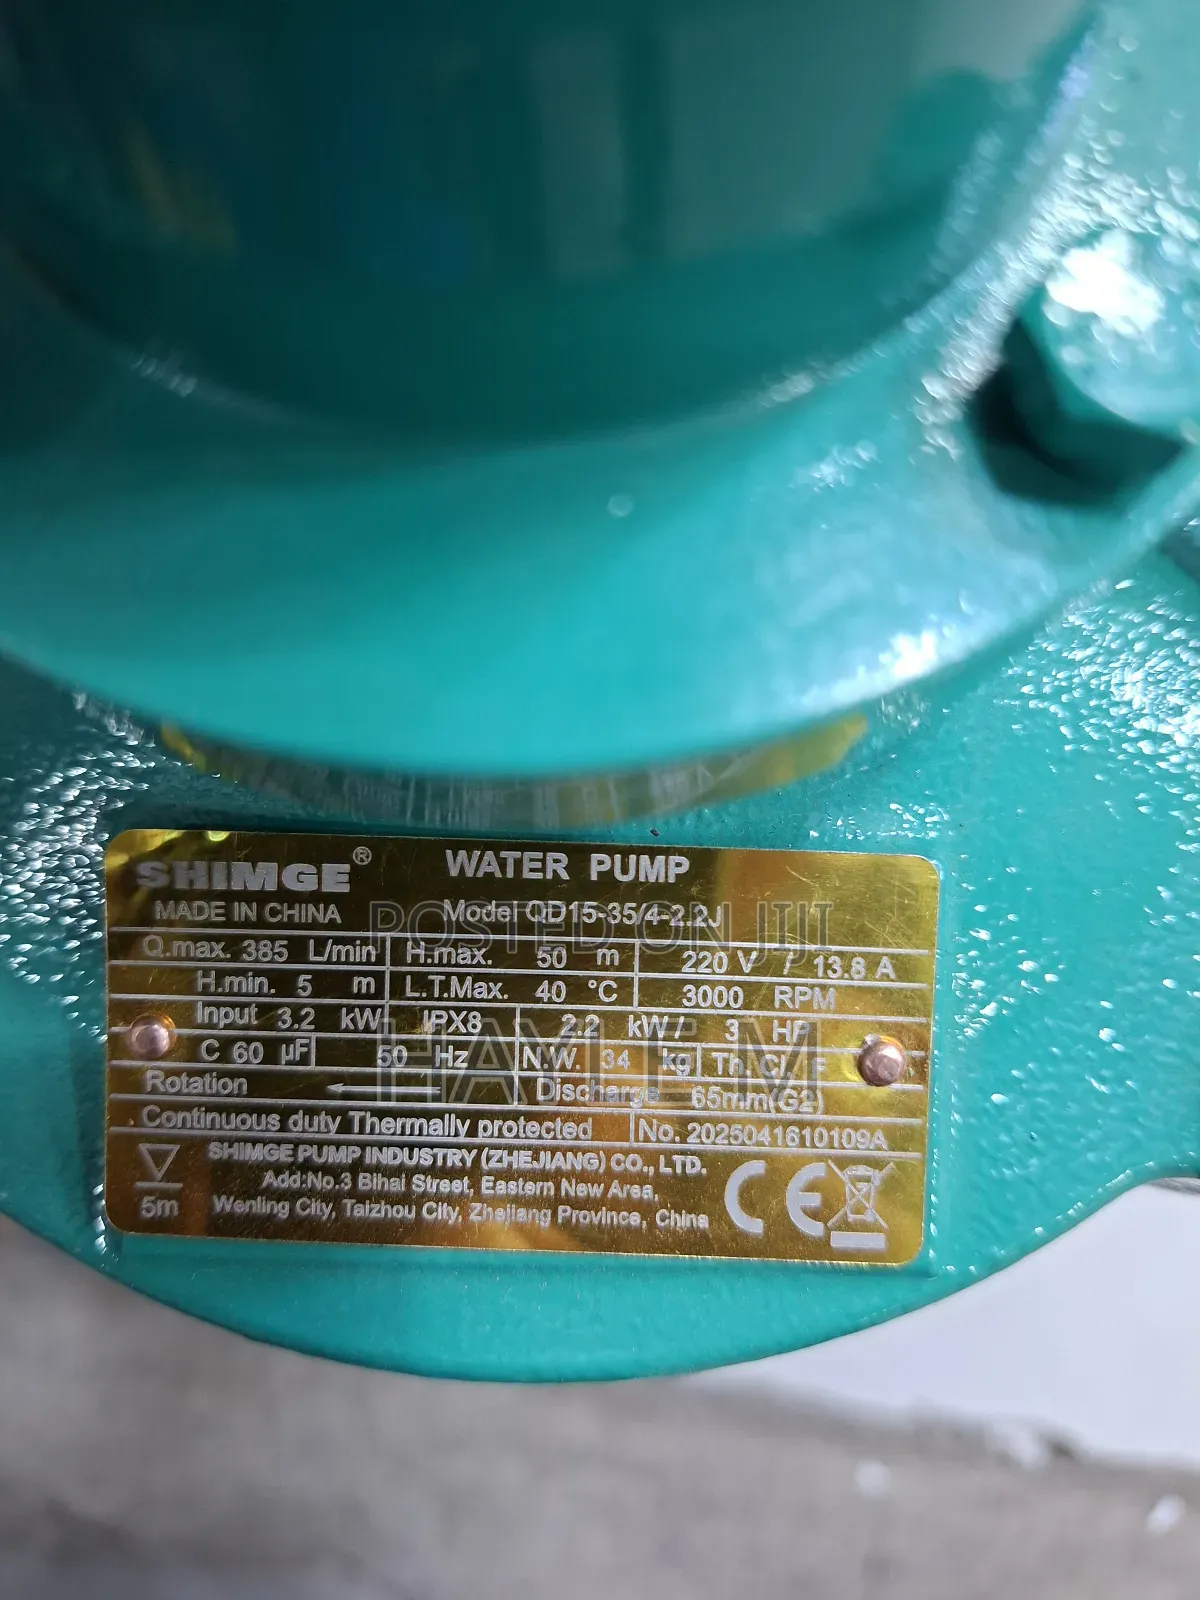 SHIMGE® WATER PUMP
MADE IN CHINA Model QD15-35/4-2.2J
Q.max. 385 L/min H.max. 50 m 220 V / 13.8 A
H.min. 5 m L.T.Max. 40 °C 3000 RPM
Input 3.2 kW IPX8 2.2 kW/ 3 HP
C 60 µF 50 Hz N.W. 34 kg Th.Cl. F
Rotation Discharge 65mm(G2)
Continuous duty Thermally protected No. 2025041610109A
SHIMGE PUMP INDUSTRY (ZHEJIANG) CO., LTD.
Add:No.3 Bihai Street, Eastern New Area,
5m Wenling City, Taizhou City, Zhejiang Province, China
CE
POSTED ON JIJI
HAYLEM